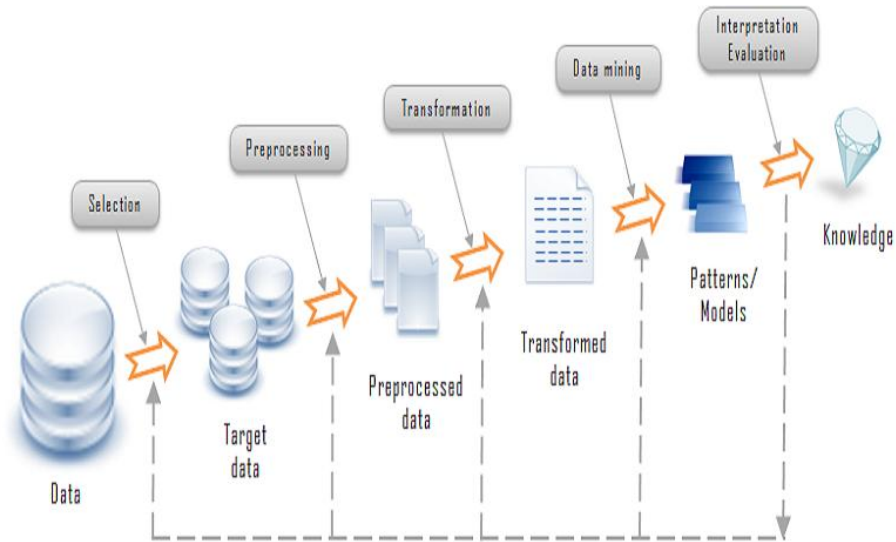 Interpretation
Evaluation
Data mining
Transformation
Preprocessing
Selection
Knowledge
Patterns/
Models
Transformed
data
Preprocessed
data
Target
data
Data